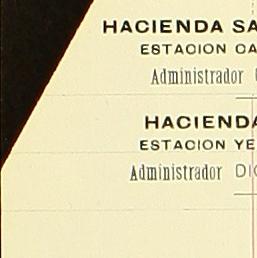 HACIENDA SA
ESTACION CA
Administrador
HACIENDA
ESTACION YE
Administrador DI